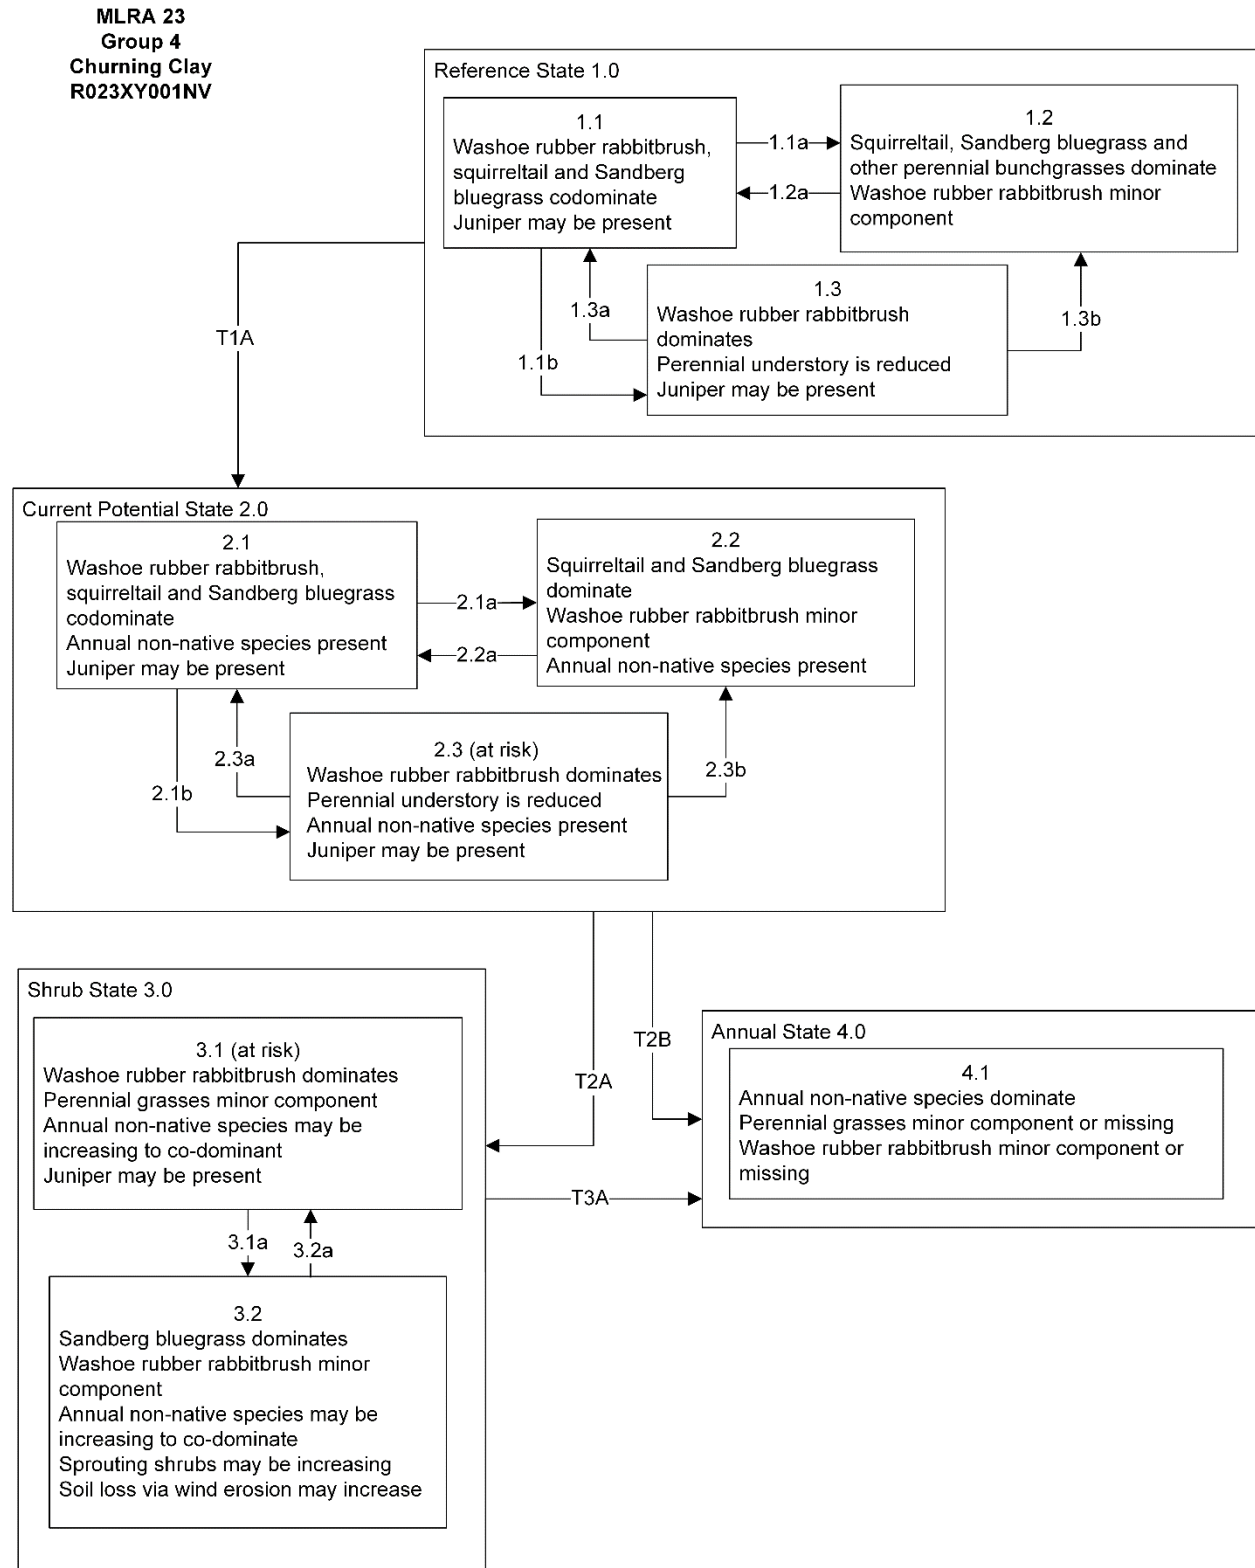 MLRA 23
Group 4
Churning Clay
R023XY001NV
Reference State 1.0
1.1
Washoe rubber rabbitbrush,
squirreltail and Sandberg
bluegrass codominate
Juniper may be present
1.1a
1.2a
1.2
Squirreltail, Sandberg bluegrass and
other perennial bunchgrasses dominate
Washoe rubber rabbitbrush minor
component
1.3a
1.1b
1.3
Washoe rubber rabbitbrush
dominates
Perennial understory is reduced
Juniper may be present
1.3b
T1A
Current Potential State 2.0
2.1
Washoe rubber rabbitbrush,
squirreltail and Sandberg bluegrass
codominate
Annual non-native species present
Juniper may be present
2.1a
2.2a
2.2
Squirreltail and Sandberg bluegrass
dominate
Washoe rubber rabbitbrush minor
component
Annual non-native species present
2.3a
2.1b
2.3 (at risk)
Washoe rubber rabbitbrush dominates
Perennial understory is reduced
Annual non-native species present
Juniper may be present
2.3b
T2A
T2B
Shrub State 3.0
3.1 (at risk)
Washoe rubber rabbitbrush dominates
Perennial grasses minor component
Annual non-native species may be
increasing to co-dominant
Juniper may be present
3.1a
3.2a
3.2
Sandberg bluegrass dominates
Washoe rubber rabbitbrush minor
component
Annual non-native species may be
increasing to co-dominate
Sprouting shrubs may be increasing
Soil loss via wind erosion may increase
T3A
Annual State 4.0
4.1
Annual non-native species dominate
Perennial grasses minor component or missing
Washoe rubber rabbitbrush minor component or
missing